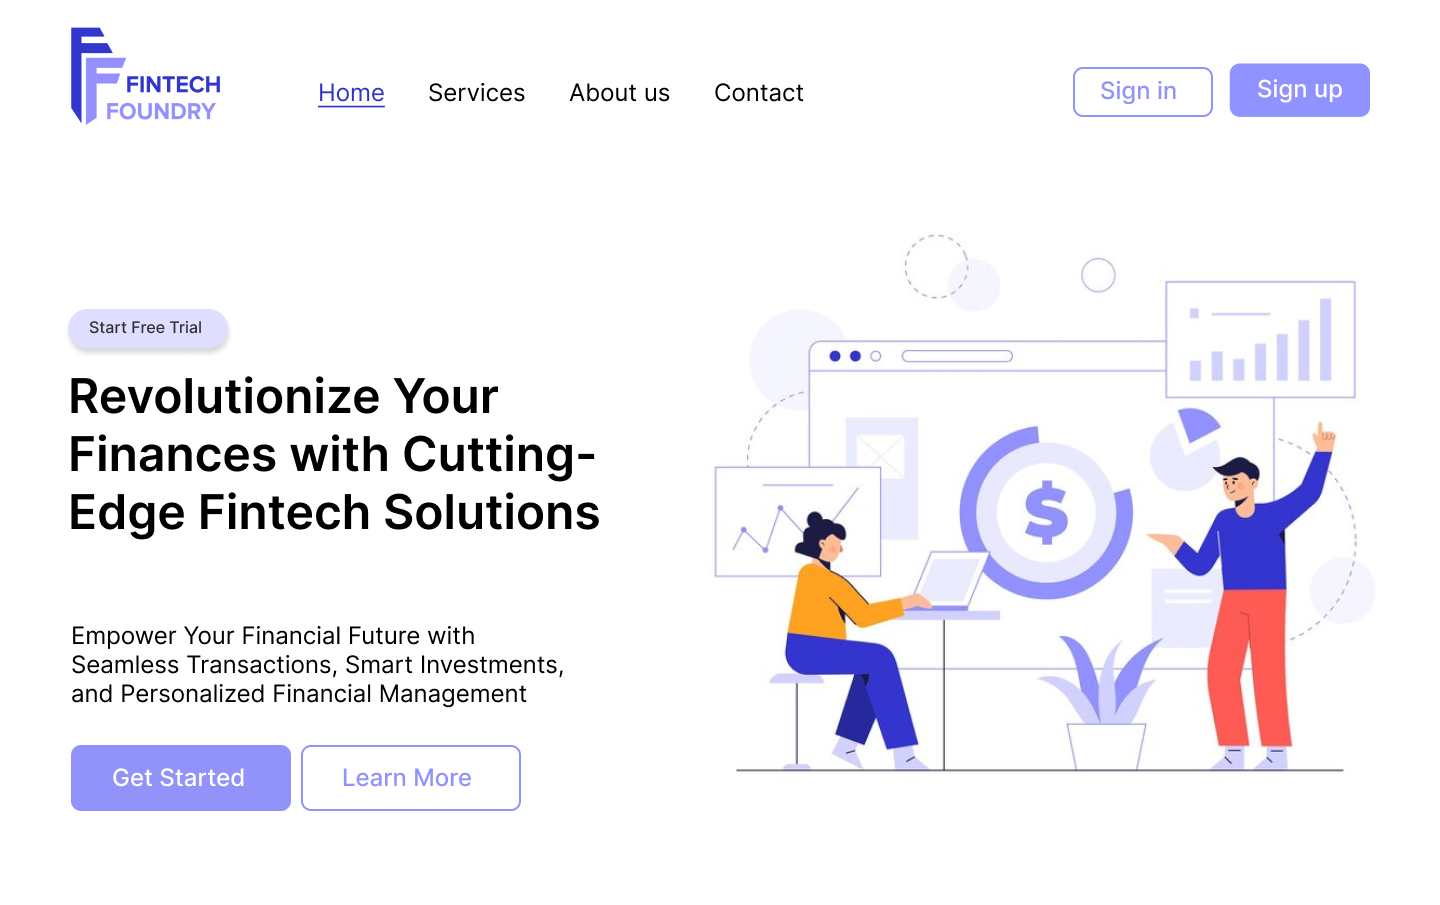 FINTECH
FOUNDRY
Home Services About us Contact
Sign in Sign up
Start Free Trial
Revolutionize Your
Finances with Cutting-
Edge Fintech Solutions
$
Empower Your Financial Future with
Seamless Transactions, Smart Investments,
and Personalized Financial Management
Get Started Learn More